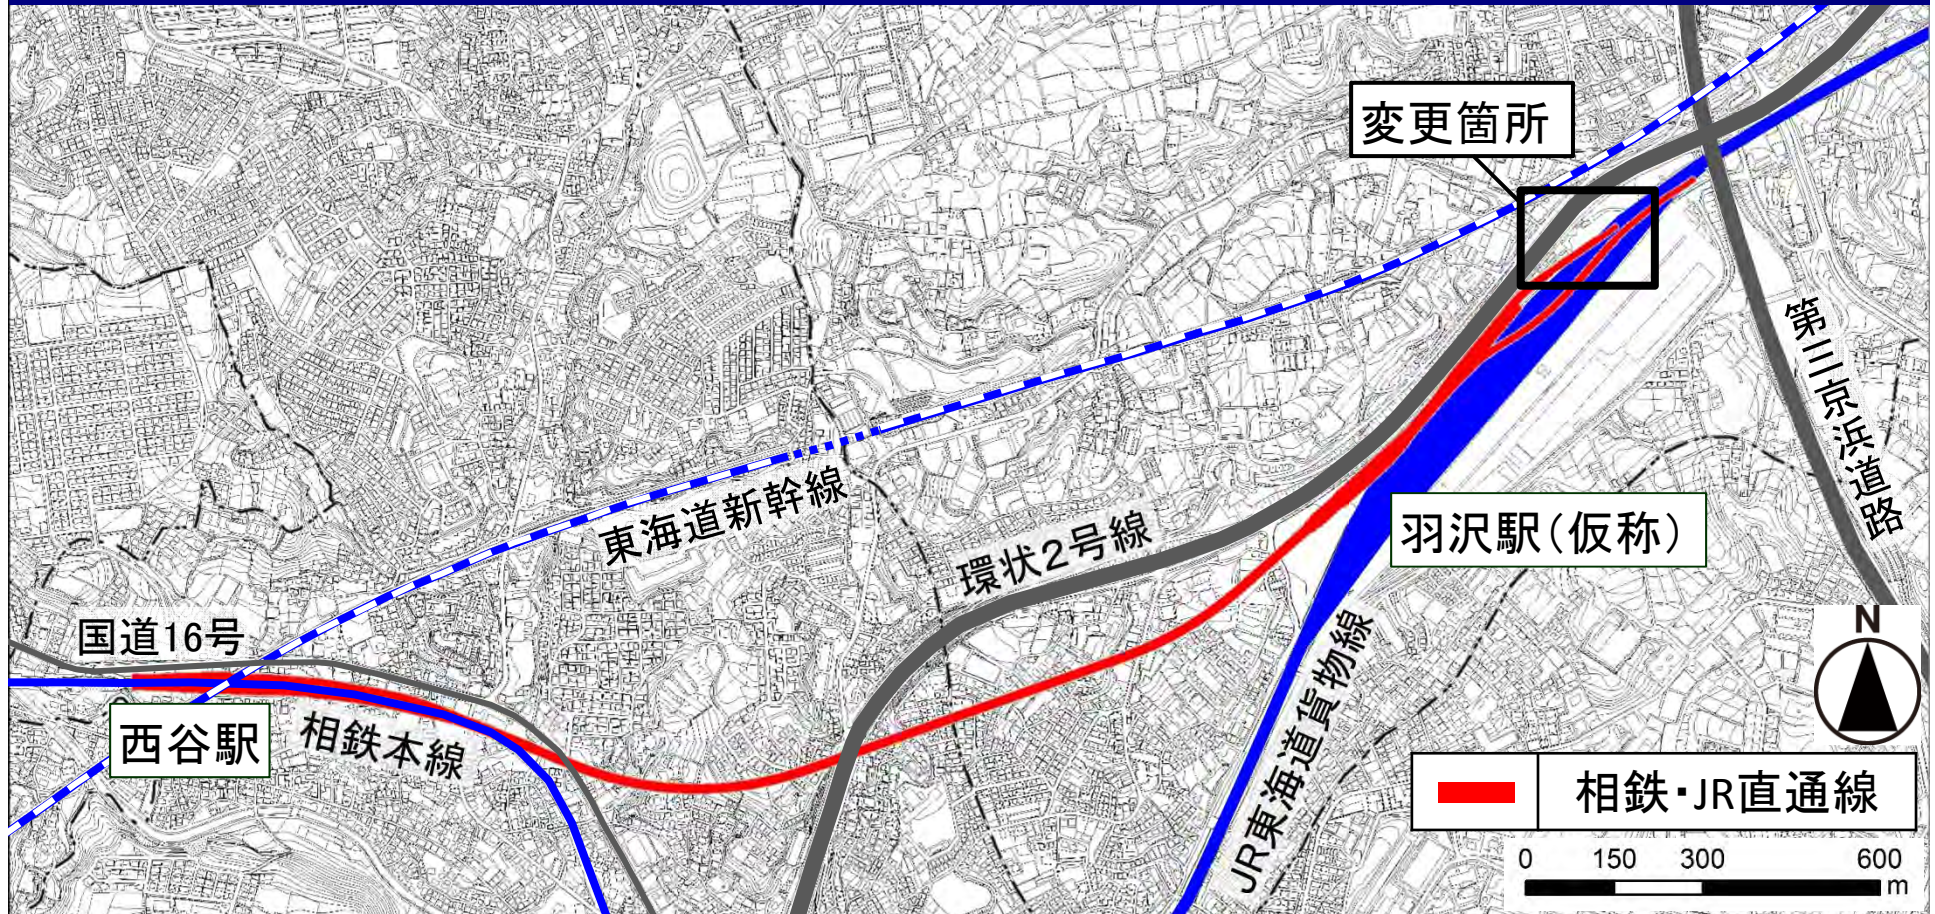 変更箇所
第三京浜道路
東海道新幹線
環状2号線
羽沢駅(仮称)
国道16号
N
西谷駅
相鉄本線
JR東海道貨物線
相鉄・JR直通線
0 150 300 600
m